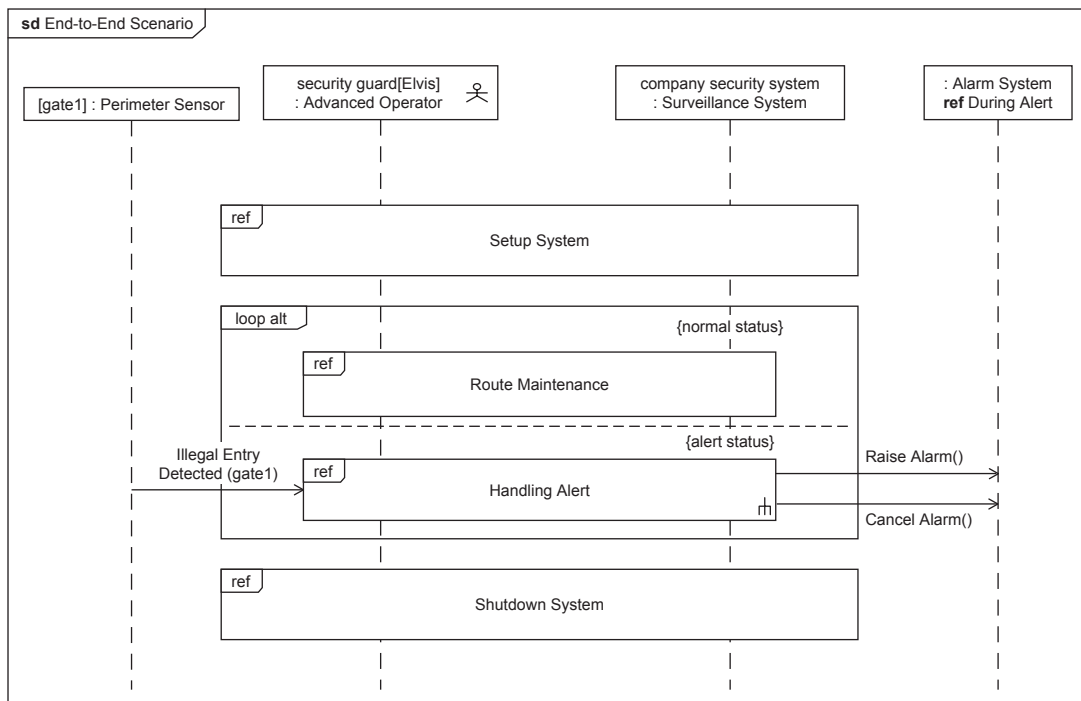 sd End-to-End Scenario
[gate1] : Perimeter Sensor
security guard[Elvis]
: Advanced Operator
company security system
: Surveillance System
: Alarm System
ref During Alert
ref
Setup System
loop alt
{normal status}
ref
Route Maintenance
{alert status}
Illegal Entry
Detected (gate1)
ref
Handling Alert
Raise Alarm()
Cancel Alarm()
ref
Shutdown System